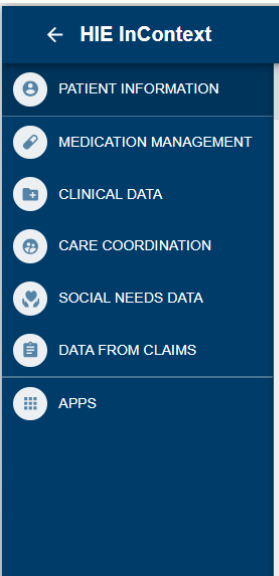 HIE InContext
PATIENT INFORMATION
MEDICATION MANAGEMENT
CLINICAL DATA
CARE COORDINATION
SOCIAL NEEDS DATA
DATA FROM CLAIMS
APPS